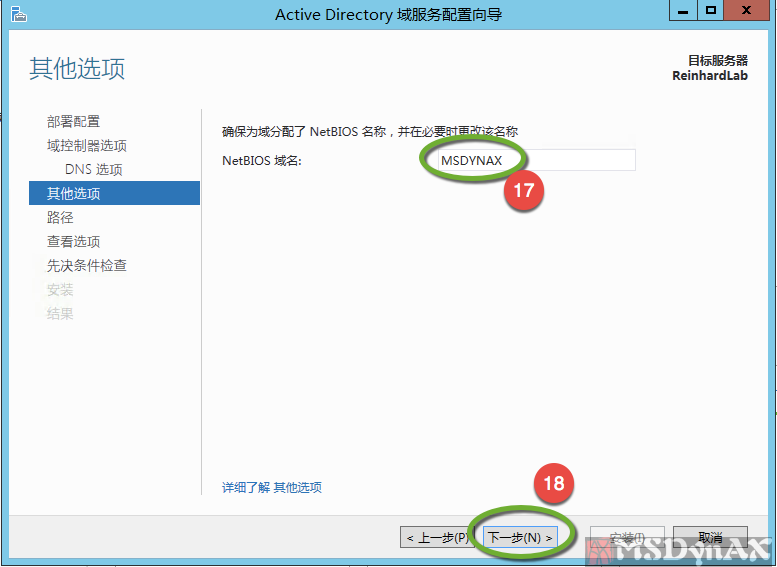 Active Directory 域服务配置向导
其他选项
目标服务器
ReinhardLab
部署配置
域控制器选项
DNS 选项
其他选项
路径
查看选项
先决条件检查
安装
结果
确保为域分配了 NetBIOS 名称，并在必要时更改该名称
NetBIOS 域名:
MSDYNAX
17
详细了解 其他选项
18
< 上一步(P)
下一步(N) >
安装(I)
取消
MSDynAX